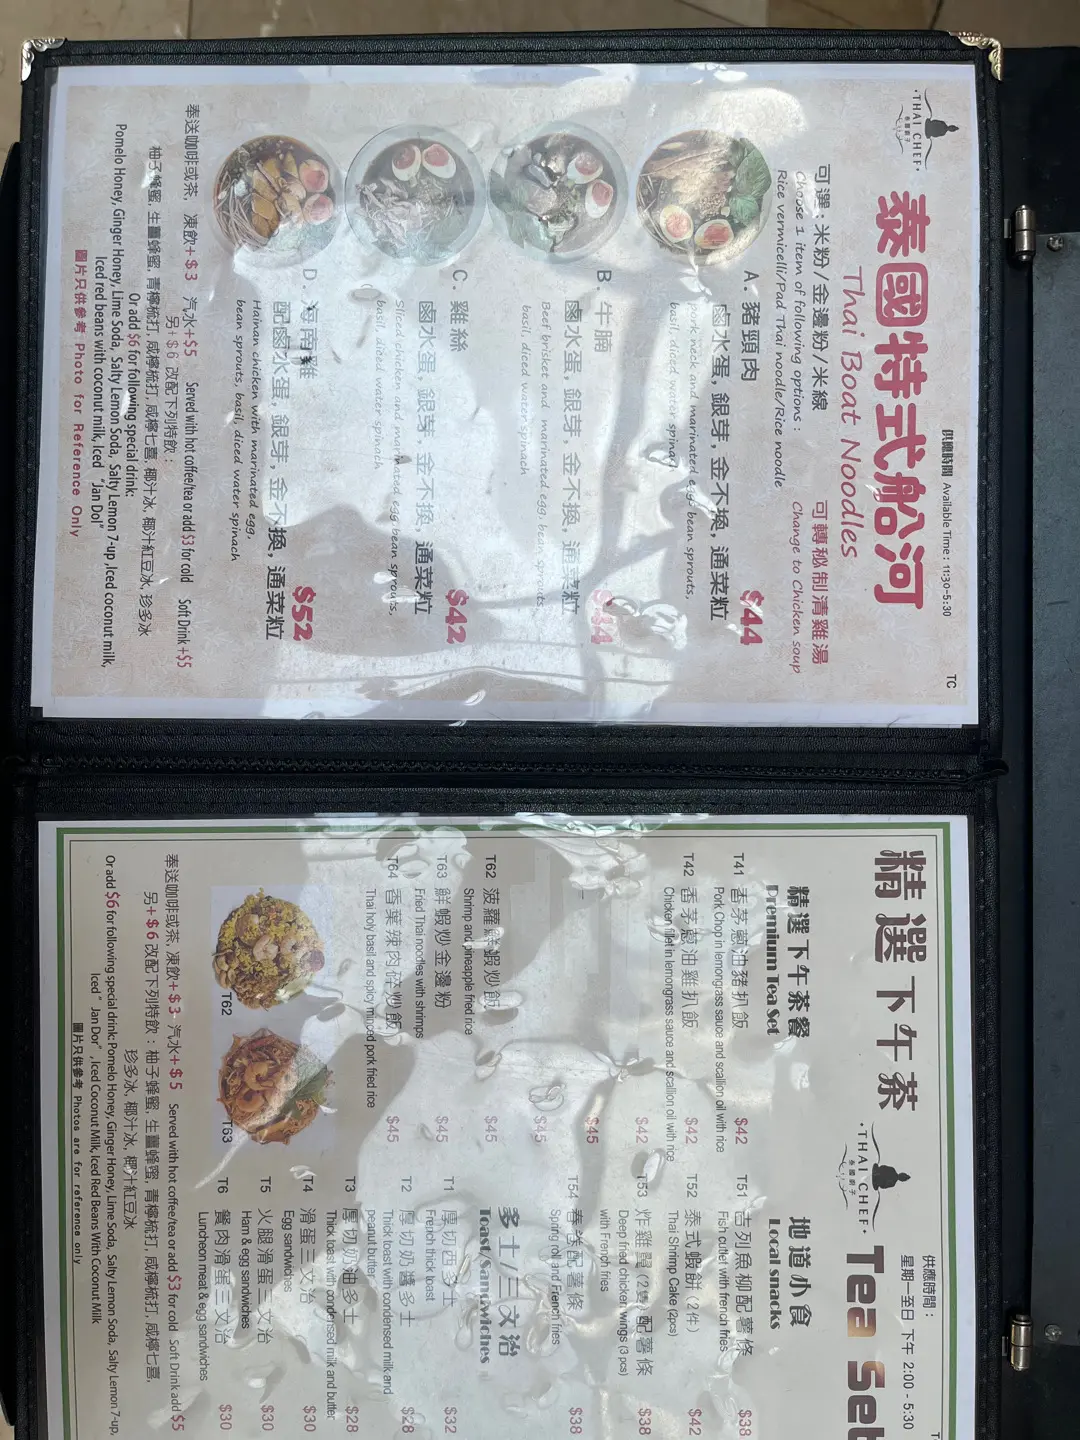 THAI CHEF
泰國廚子
供應時間 Available Time : 11:30-5:30
TC
泰國特式船河
Thai Boat Noodles
可選 : 米粉/金邊粉/米線
Choose 1 item of following options :
Rice vermicelli/Pad Thai noodle/Rice noodle
可轉秘制清雞湯
Change to Chicken soup
A. 豬頸肉
$44
鹵水蛋, 銀芽, 金不換, 通菜粒
pork neck and marinated egg, bean sprouts,
basil, diced water spinach
B. 牛腩
$44
鹵水蛋, 銀芽, 金不換, 通菜粒
Beef brisket and marinated egg, bean sprouts,
basil, diced water spinach
C. 雞絲
$42
鹵水蛋, 銀芽, 金不換, 通菜粒
Sliced chicken and marinated egg, bean sprouts,
basil, diced water spinach
D. 海南雞
$52
配鹵水蛋, 銀芽, 金不換, 通菜粒
Hainan chicken with marinated egg,
bean sprouts, basil, diced water spinach
奉送咖啡或茶, 凍飲+$3 汽水+$5 Served with hot coffee/tea or add $3 for cold Soft Drink +$5
另+$6 改配下列特飲 :
柚子蜂蜜, 生薑蜂蜜, 青檸梳打, 咸檸梳打, 咸檸七喜, 椰汁冰, 椰汁紅豆冰, 珍多冰
Or add $6 for following special drink:
Pomelo Honey, Ginger Honey, Lime Soda, Salty Lemon Soda, Salty Lemon 7-up ,Iced coconut milk,
Iced red beans with coconut milk, Iced “Jan Dol”
圖片只供參考 Photo for Reference Only
精選下午茶
THAI CHEF
泰國廚子
Tea Set
供應時間 :
星期一至日 下午 2:00 - 5:30
精選下午茶餐
Premium Tea Set
T41 香茅蔥油豬扒飯 $42
Pork Chop in lemongrass sauce and scallion oil with rice
T42 香茅蔥油雞扒飯 $42
Chicken fillet in lemongrass sauce and scallion oil with rice
$42
$45
$45
T62 菠蘿鮮蝦炒飯 $45
Shrimp and pineapple fried rice
T63 鮮蝦炒金邊粉 $45
Fried Thai noodles with shrimps
T64 香葉辣肉碎炒飯 $45
Thai holy basil and spicy minced pork fried rice
T62
T63
地道小食
Local snacks
T51 吉列魚柳配薯條 $38
Fish cutlet with french fries
T52 泰式蝦餅 (2件) $42
Thai Shrimp Cake (2pcs)
T53 炸雞翼 (2隻) 配薯條 $38
Deep fried chicken wings (3 pcs)
with French fries
T54 春卷配薯條 $38
Spring roll and French fries
多士/三文治
Toast/Sandwiches
T1 厚切西多士 $32
French thick toast
T2 厚切奶醬多士 $28
Thick toast with condensed milk and
peanut butter
T3 厚切奶油多士 $28
Thick toast with condensed milk and butter
T4 滑蛋三文治 $30
Egg sandwiches
T5 火腿滑蛋三文治 $30
Ham & egg sandwiches
T6 餐肉滑蛋三文治 $30
Luncheon meat & egg sandwiches
奉送咖啡或茶, 凍飲+$3 汽水+$5 Served with hot coffee/tea or add $3 for cold Soft Drink add $5
另+$6 改配下列特飲 : 柚子蜂蜜, 生薑蜂蜜, 青檸梳打, 咸檸梳打, 咸檸七喜,
珍多冰, 椰汁冰, 椰汁紅豆冰
Or add $6 for following special drink: Pomelo Honey, Ginger Honey, Lime Soda, Salty Lemon Soda, Salty Lemon 7-up,
Iced “Jan Dor” , Iced Coconut Milk, Iced Red Beans With Coconut Milk
圖片只供參考 Photos are for reference only